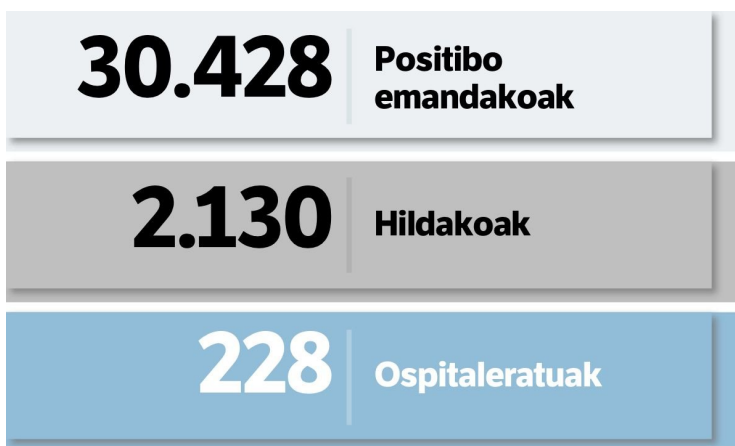 30.428
Positibo
emandakoak
2.130
Hildakoak
228
Ospitaleratuak